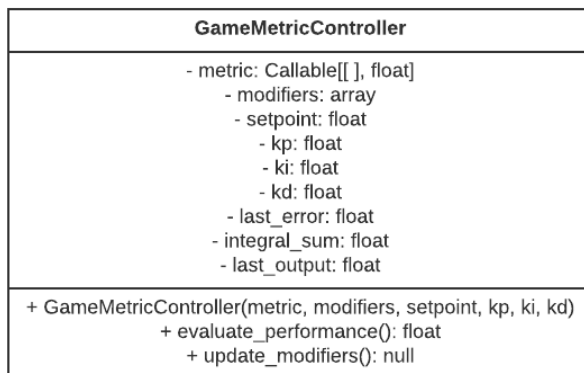 GameMetricController
- metric: Callable[[ ], float]
- modifiers: array
- setpoint: float
- kp: float
- ki: float
- kd: float
- last_error: float
- integral_sum: float
- last_output: float
+ GameMetricController(metric, modifiers, setpoint, kp, ki, kd)
+ evaluate_performance(): float
+ update_modifiers(): null